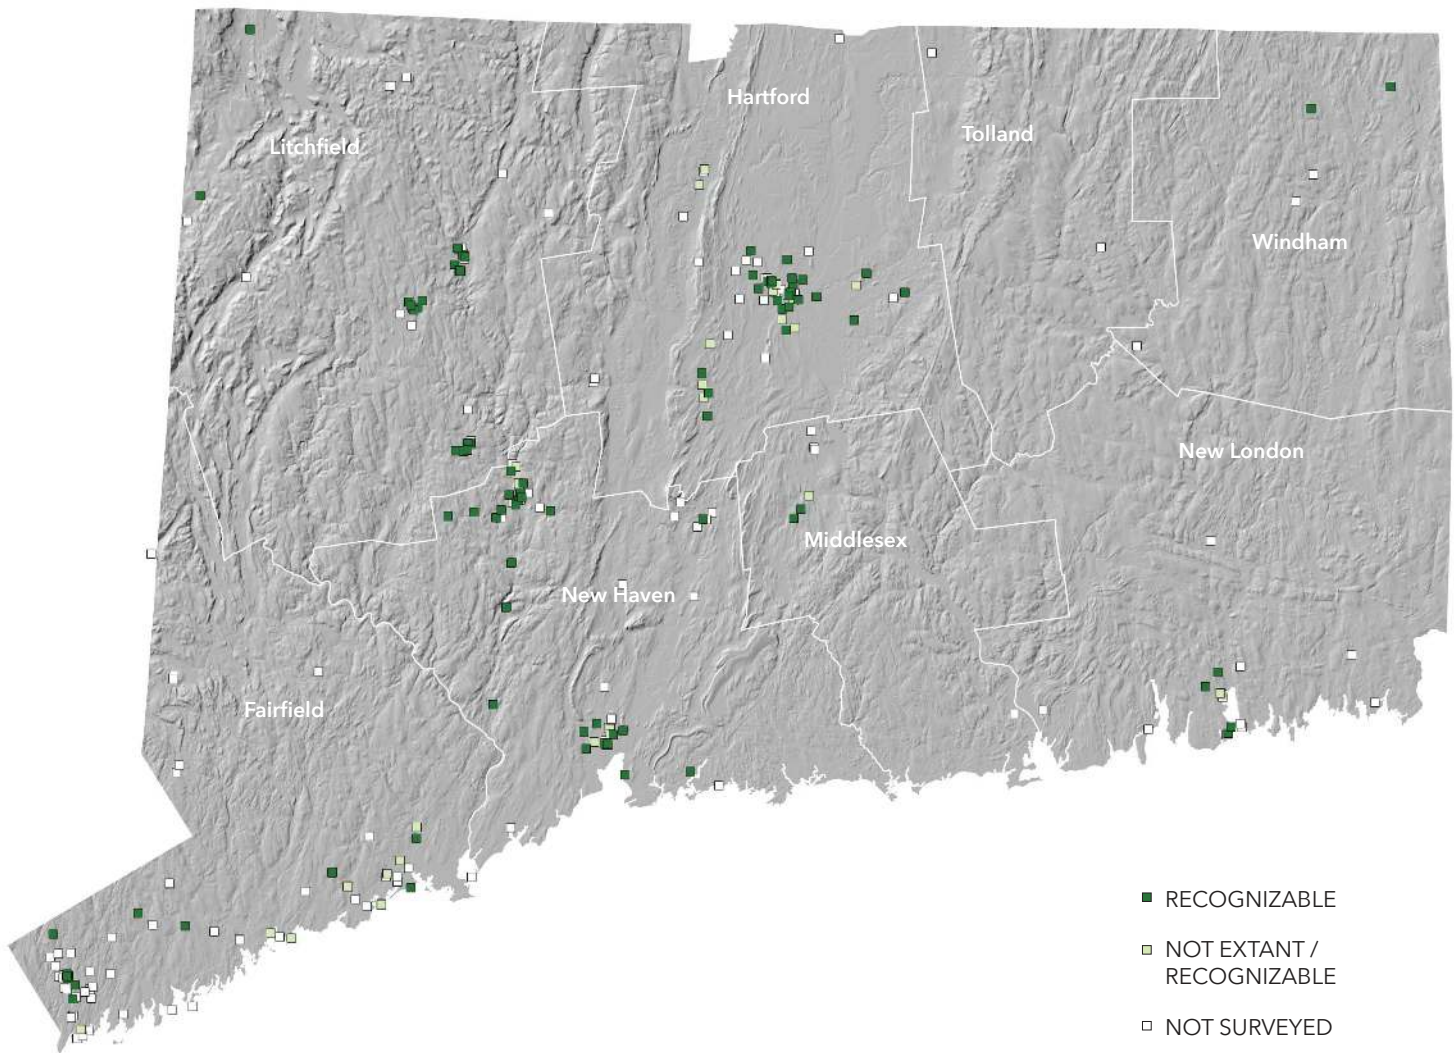 Hartford
Tolland
Litchfield
Windham
New London
Middlesex
New Haven
Fairfield
RECOGNIZABLE
NOT EXTANT /
RECOGNIZABLE
NOT SURVEYED